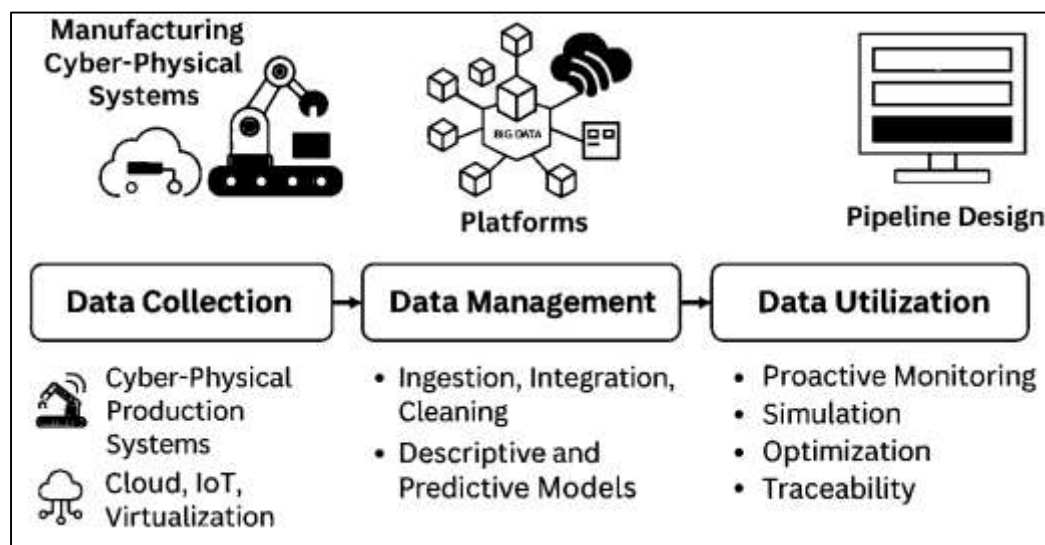 Manufacturing
Cyber-Physical
Systems
BIG DATA
Platforms
Pipeline Design
Data Collection
Data Management
Data Utilization
Cyber-Physical
Production
Systems
Cloud, IoT,
Virtualization
• Ingestion, Integration,
Cleaning
• Descriptive and
Predictive Models
• Proactive Monitoring
• Simulation
• Optimization
• Traceability